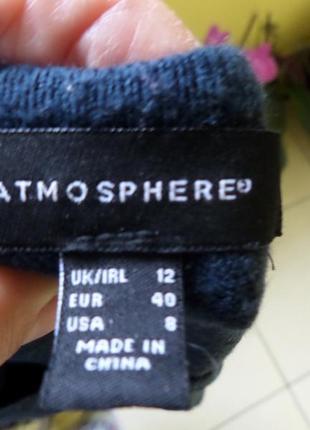 ATMOSPHERE
UK/IRL 12
EUR 40
USA 8
MADE IN
CHINA